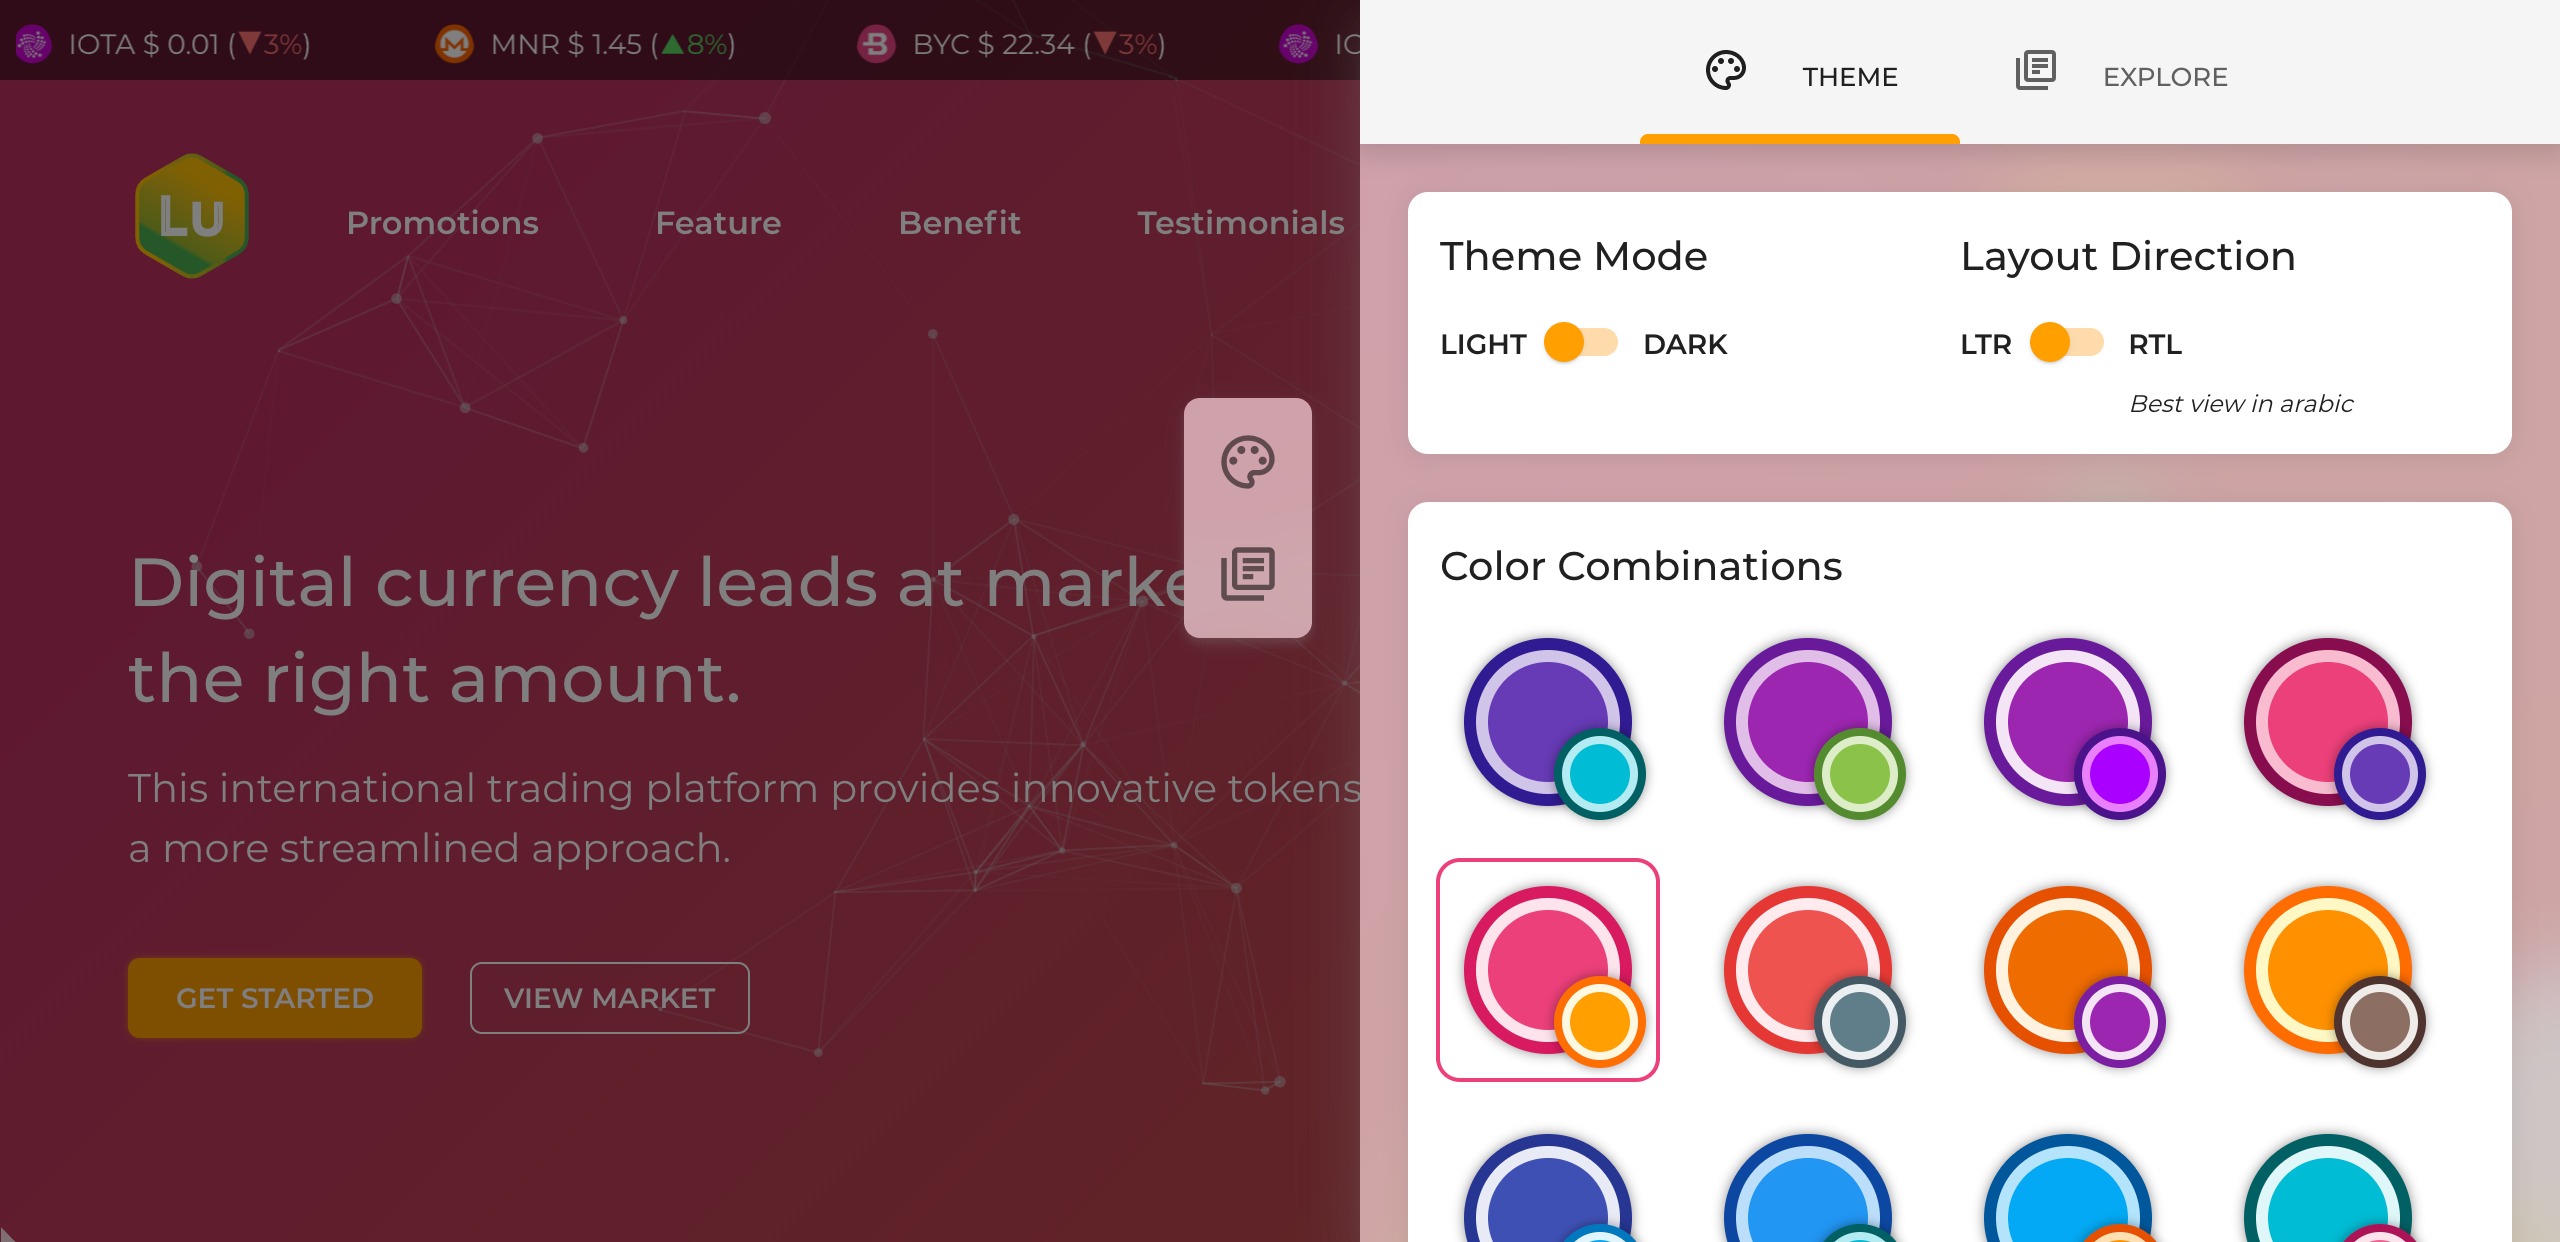 IOTA $ 0.01 (▼3%)
MNR $ 1.45 (▲8%)
BYC $ 22.34 (▼3%)
Lu
Promotions
Feature
Benefit
Testimonials
Digital currency leads at
the right amount.
This international trading platform provides innovative tokens
a more streamlined approach.
GET STARTED
VIEW MARKET
THEME
EXPLORE
Theme Mode
Layout Direction
LIGHT
DARK
LTR
RTL
Best view in arabic
Color Combinations